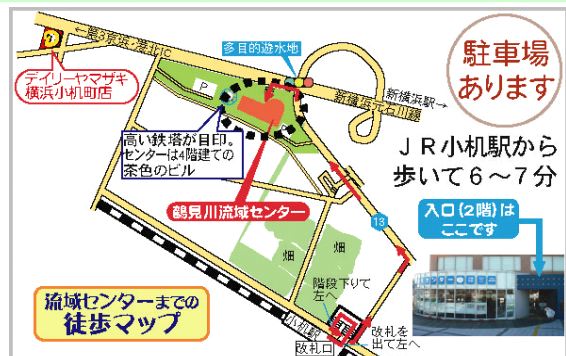 ←第3京浜・港北IC
多目的遊水地
駐車場
あります
デイリーヤマザキ
横浜小机町店
P
新横浜駅→
新横浜元石川線
高い鉄塔が目印。
センターは4階建ての
茶色のビル
JR小机駅から
歩いて6～7分
鶴見川流域センター
13
入口(2階)は
ここです
畑
畑
階段下りて
左へ
流域センターまでの
徒歩マップ
小机駅
改札口
改札を
出て左へ